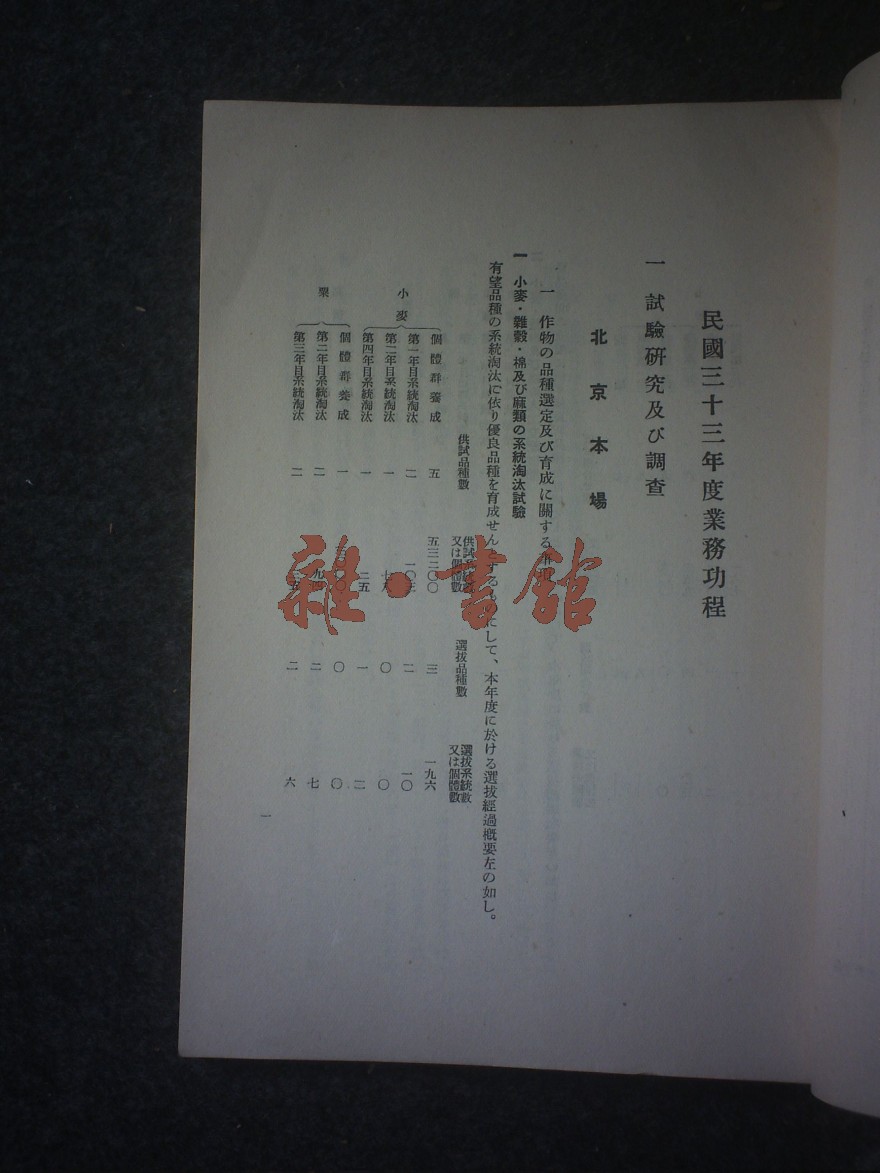 民國三十三年度業務功程
一 試驗研究及び調查
北京本場
一 作物の品種選定及び育成に關する
一 小麥・雜穀・棉及び麻類の系統淘汰試驗
有望品種の系統淘汰に依り優良品種を育成せん する にして、本年度に於ける選拔經過概要左の如し。
供試品種數 供試系統數又は個體數 選拔品種數 選拔系統數又は個體數
小麥
個體群養成 五 五三二〇〇 三 一九六
第一年目系統淘汰 二 一〇三 二 一〇
第二年目系統淘汰 一 〇 〇
第四年目系統淘汰 一 二五 一 二
粟
個體群養成 一 〇 〇
第二年目系統淘汰 二 二 七
第三年目系統淘汰 二 二 六
一
雜·書館